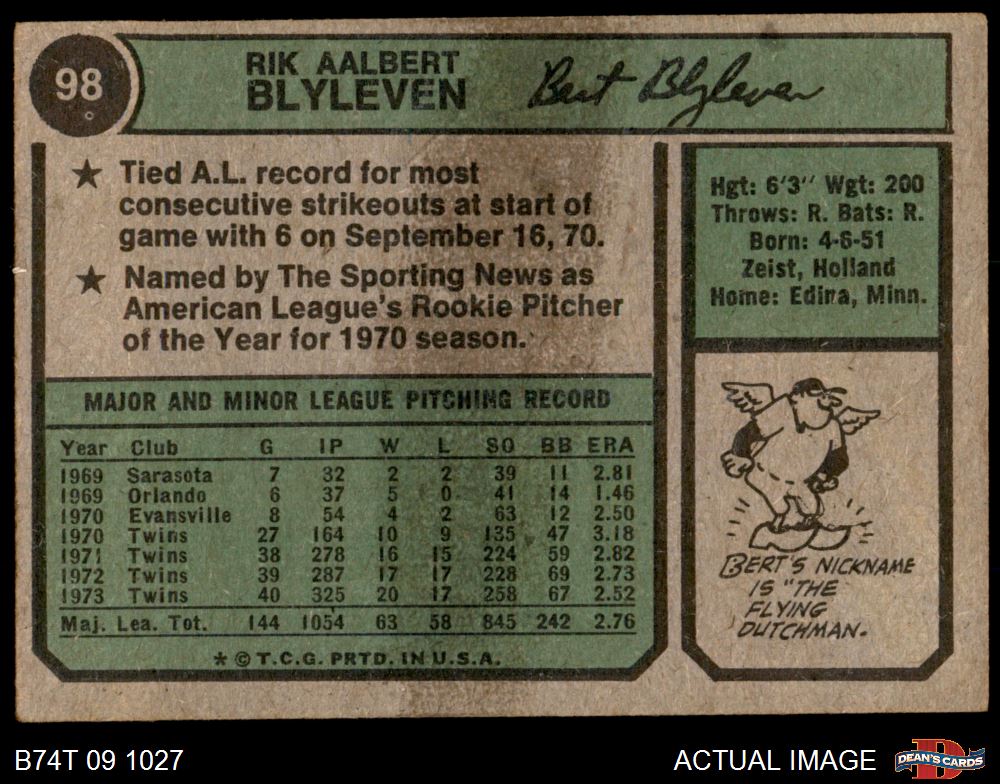 98
RIK AALBERT
BLYLEVEN
Bert Blyleven
★ Tied A.L. record for most
consecutive strikeouts at start of
game with 6 on September 16, 70.
★ Named by The Sporting News as
American League's Rookie Pitcher
of the Year for 1970 season.
Hgt: 6'3" Wgt: 200
Throws: R. Bats: R.
Born: 4-6-51
Zeist, Holland
Home: Edina, Minn.
MAJOR AND MINOR LEAGUE PITCHING RECORD
Year Club G IP W L SO BB ERA
1969 Sarasota 7 32 2 2 39 11 2.81
1969 Orlando 6 37 5 0 41 14 1.46
1970 Evansville 8 54 4 2 63 12 2.50
1970 Twins 27 164 10 9 135 47 3.18
1971 Twins 38 278 16 15 224 59 2.82
1972 Twins 39 287 17 17 228 69 2.73
1973 Twins 40 325 20 17 258 67 2.52
Maj. Lea. Tot. 144 1054 63 58 845 242 2.76
* © T.C.G. PRTD. IN U.S.A.
BERT'S NICKNAME
IS "THE
FLYING
DUTCHMAN.
B74T 09 1027
ACTUAL IMAGE
DEAN'S CARDS